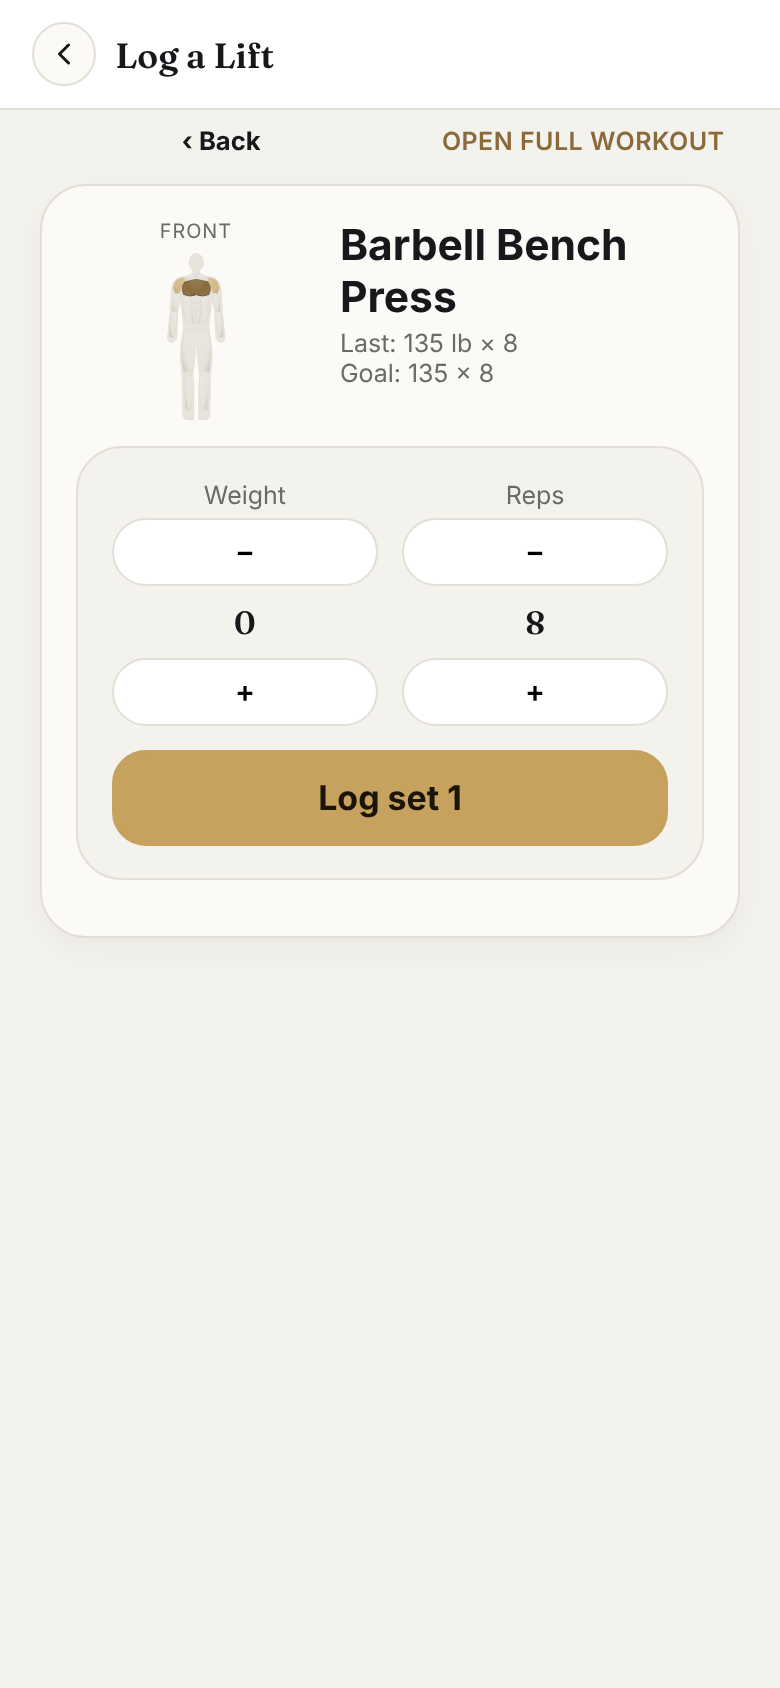 Log a Lift
‹ Back
OPEN FULL WORKOUT
FRONT
Barbell Bench
Press
Last: 135 lb × 8
Goal: 135 × 8
Weight
Reps
−
−
0
8
+
+
Log set 1